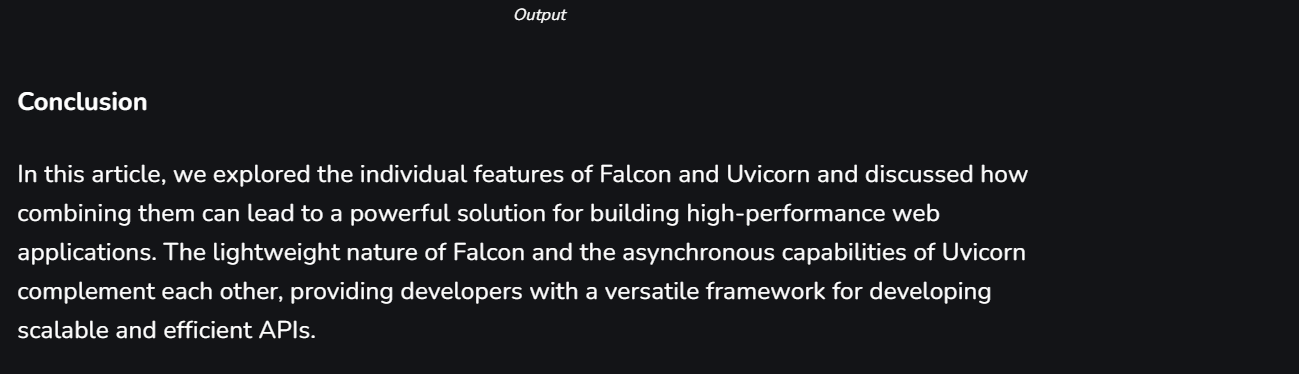 Output
Conclusion
In this article, we explored the individual features of Falcon and Uvicorn and discussed how
combining them can lead to a powerful solution for building high-performance web
applications. The lightweight nature of Falcon and the asynchronous capabilities of Uvicorn
complement each other, providing developers with a versatile framework for developing
scalable and efficient APIs.